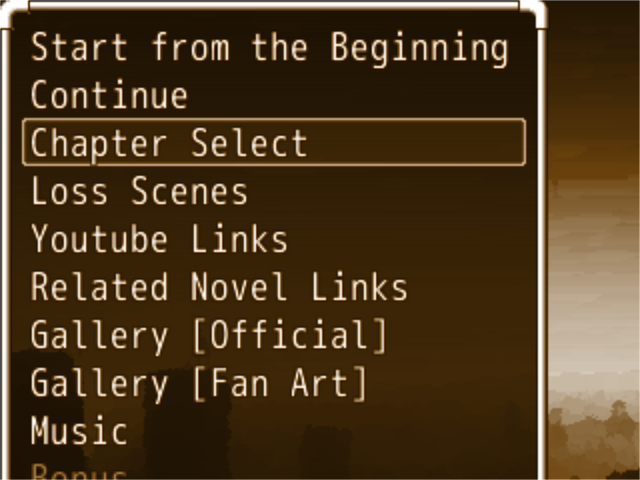 Start from the Beginning
Continue
Chapter Select
Loss Scenes
Youtube Links
Related Novel Links
Gallery [Official]
Gallery [Fan Art]
Music
Bonus